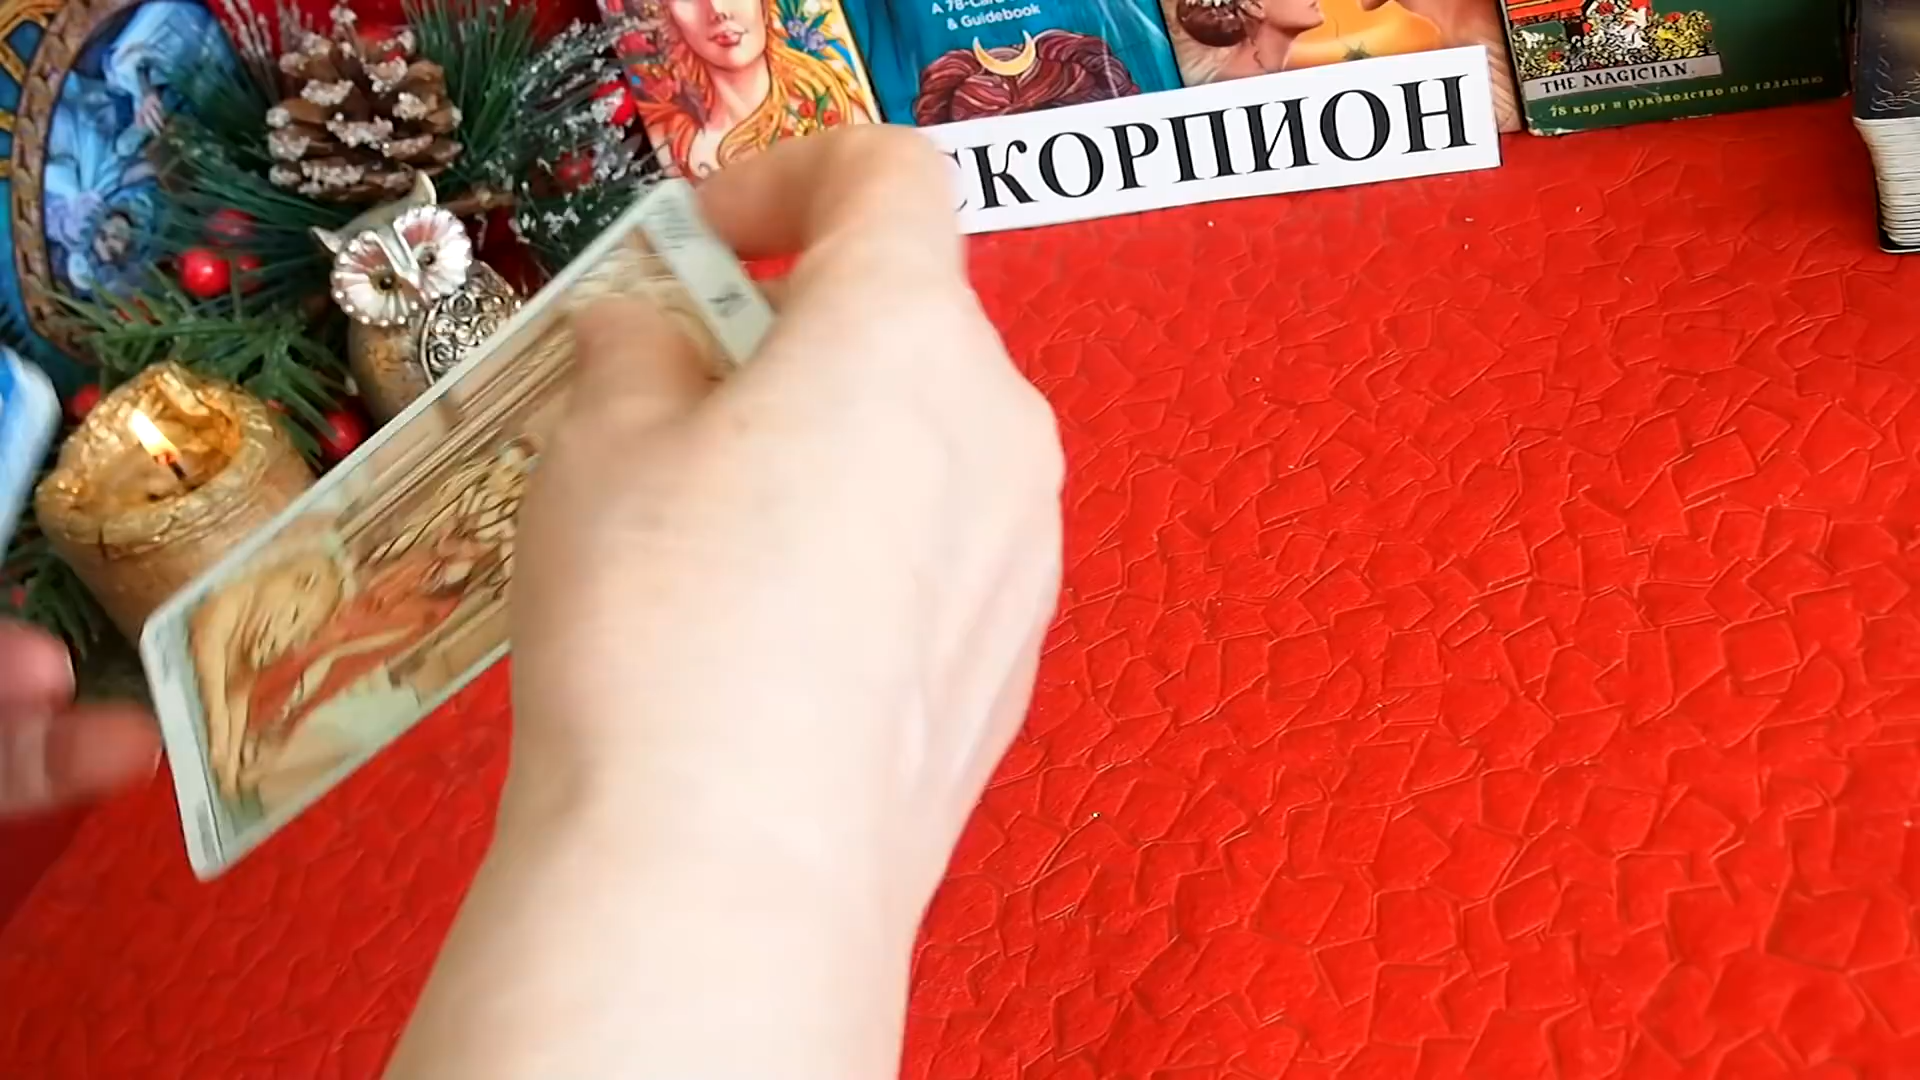 A 78-Card
& Guidebook
СКОРПИОН
THE MAGICIAN.
78 карт и руководство по гаданию